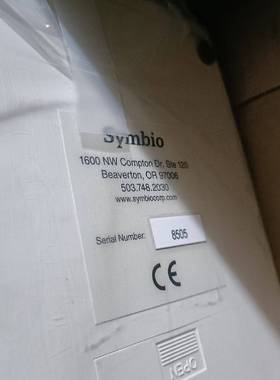 Symbio
1600 NW Compton Dr, Ste 120
Beaverton, OR 97006
503.748.2030
www.symbiocorp.com
Serial Number: 8505
CE